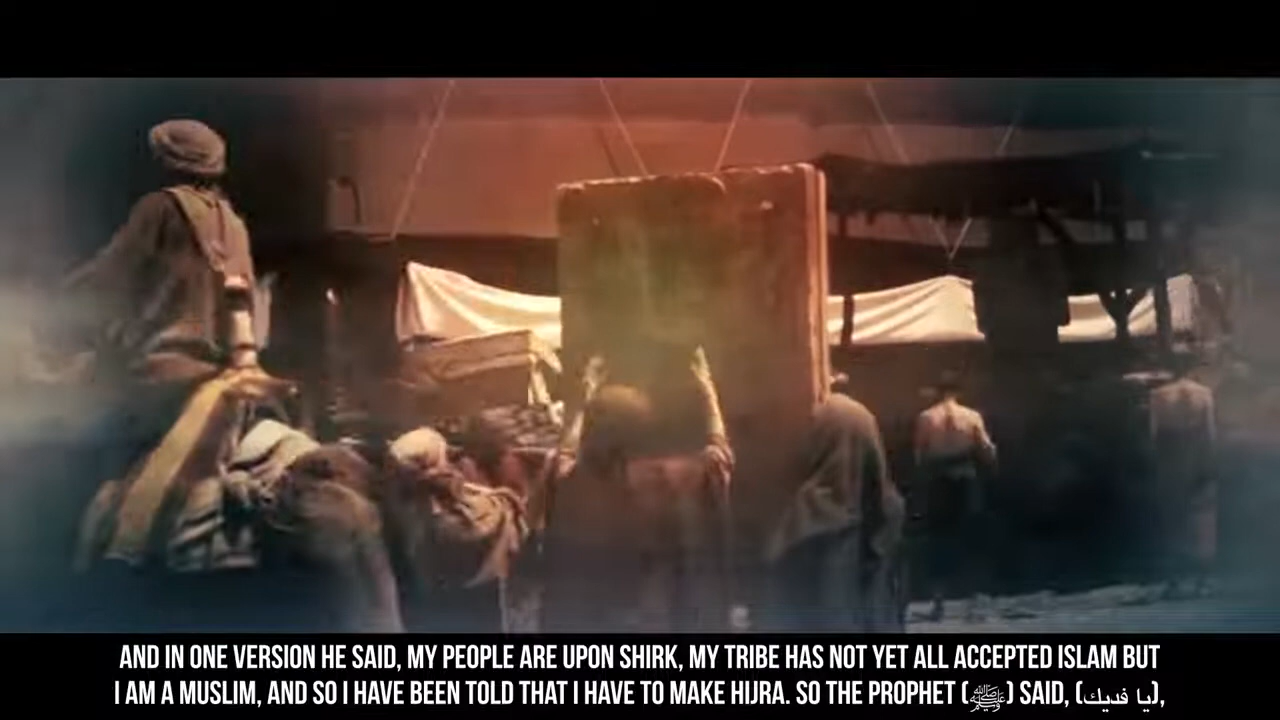 AND IN ONE VERSION HE SAID, MY PEOPLE ARE UPON SHIRK, MY TRIBE HAS NOT YET ALL ACCEPTED ISLAM BUT
I AM A MUSLIM, AND SO I HAVE BEEN TOLD THAT I HAVE TO MAKE HIJRA. SO THE PROPHET (ﷺ) SAID, (يا فديك),